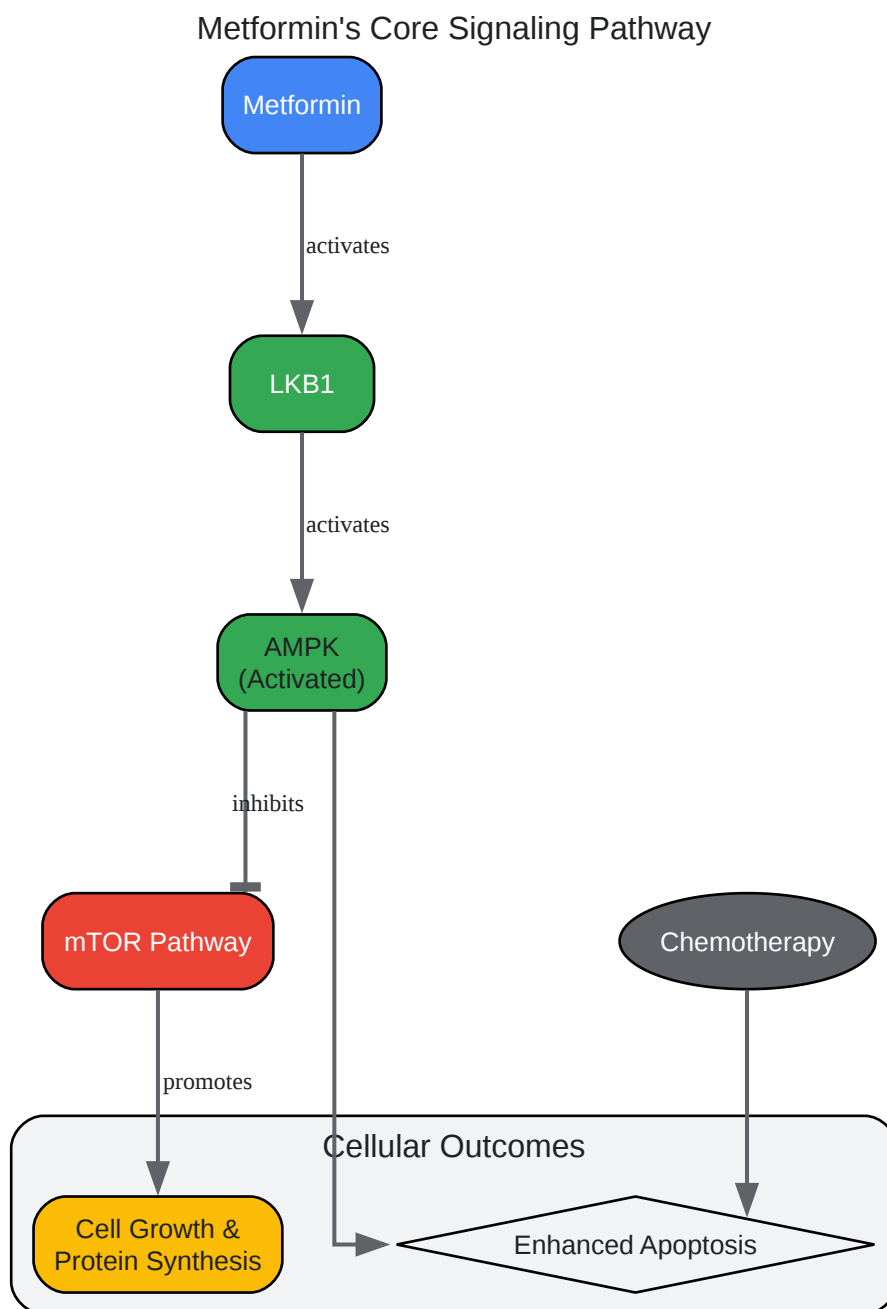 Metformin's Core Signaling Pathway
Metformin
activates
LKB1
activates
AMPK
(Activated)
inhibits
mTOR Pathway
Chemotherapy
promotes
Cellular Outcomes
Cell Growth &
Protein Synthesis
Enhanced Apoptosis